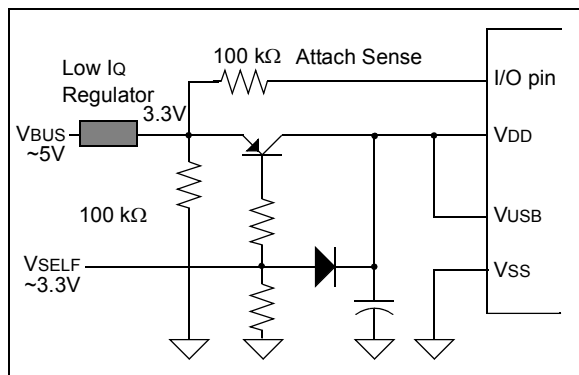 100 kΩ Attach Sense
I/O pin
Low IQ
Regulator
3.3V
VBUS
~5V
VDD
100 kΩ
VUSB
VSELF
~3.3V
VSS